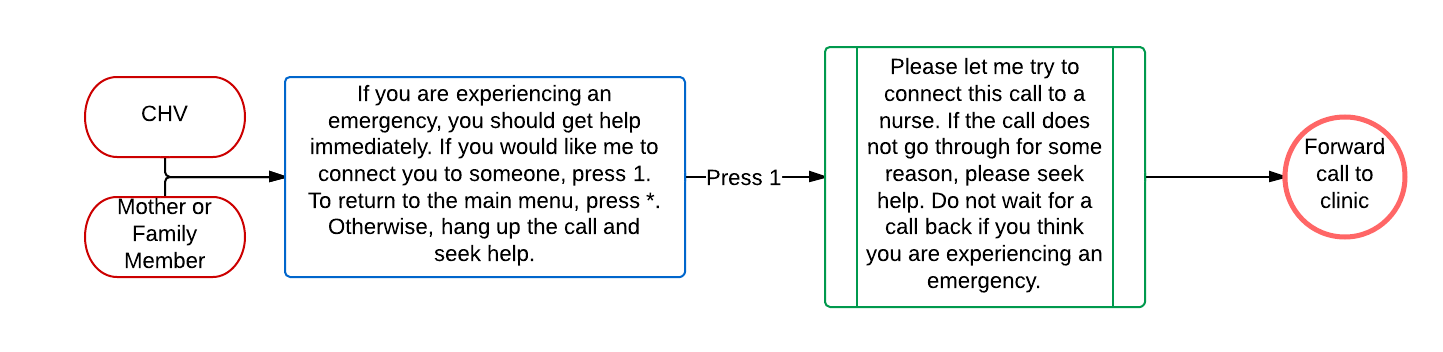 CHV
Mother or
Family
Member
If you are experiencing an
emergency, you should get help
immediately. If you would like me to
connect you to someone, press 1.
To return to the main menu, press *.
Otherwise, hang up the call and
seek help.
Press 1
Please let me try to
connect this call to a
nurse. If the call does
not go through for some
reason, please seek
help. Do not wait for a
call back if you think
you are experiencing an
emergency.
Forward
call to
clinic